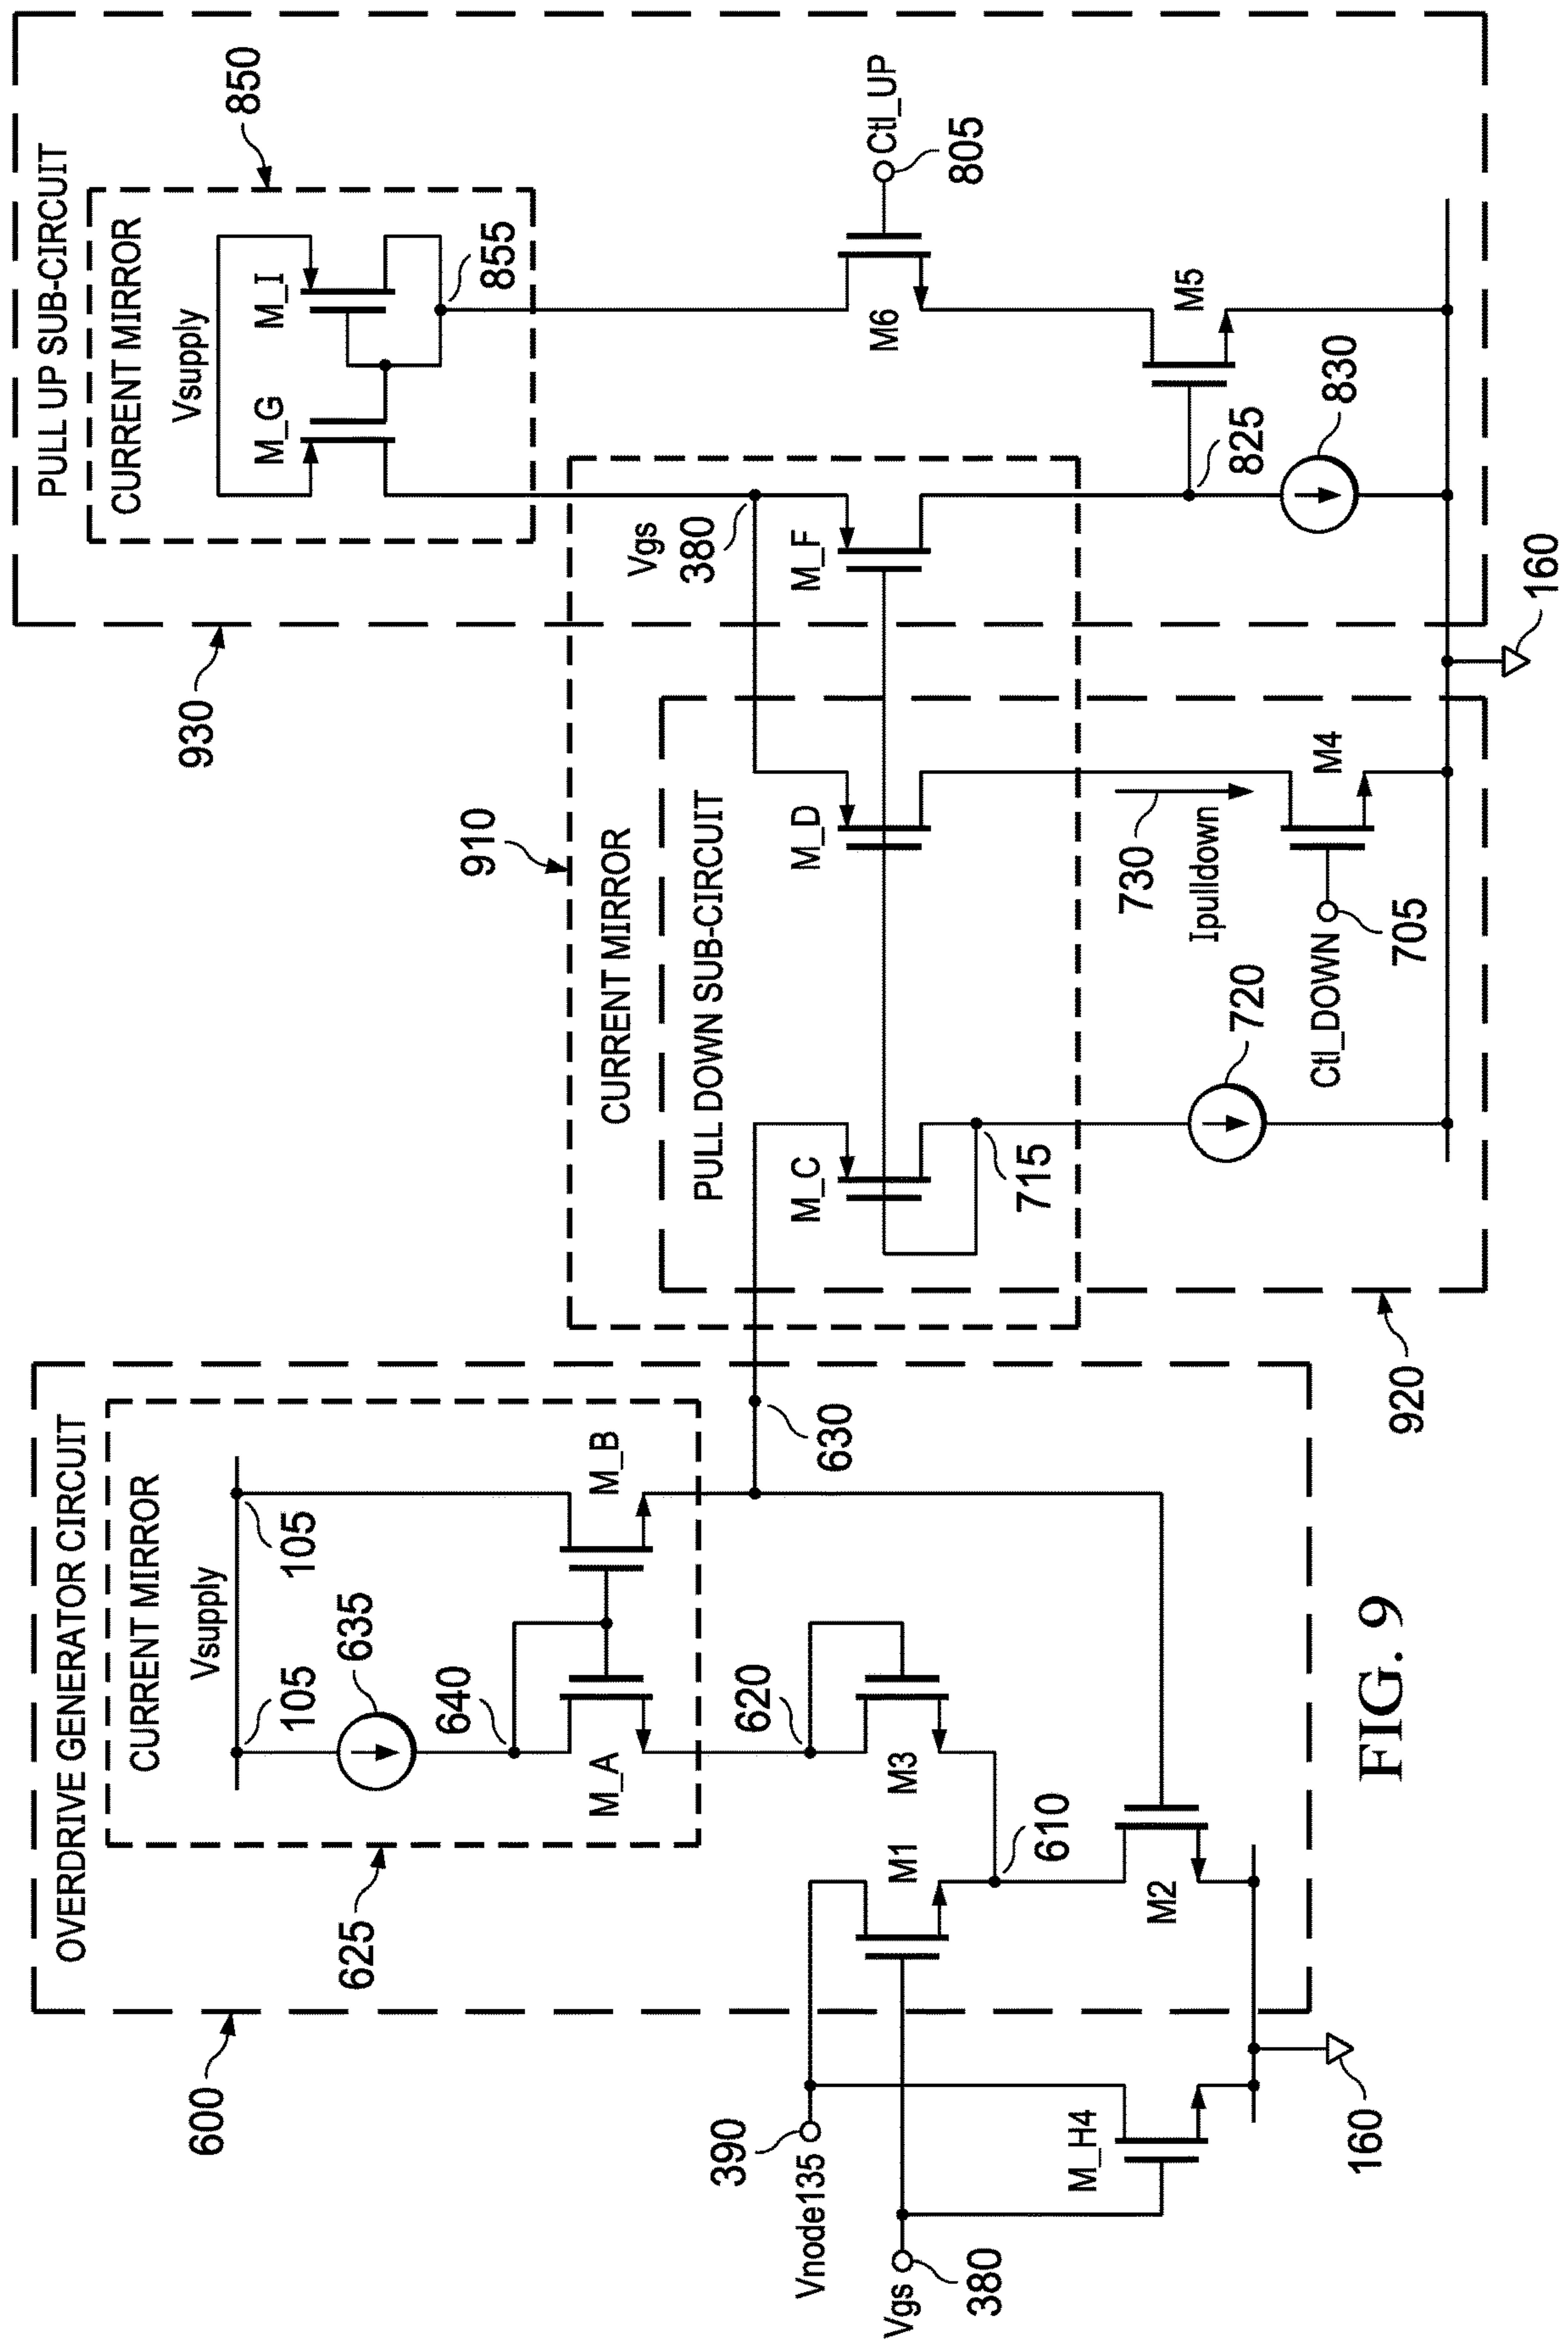 OVERDRIVE GENERATOR CIRCUIT
CURRENT MIRROR
Vsupply
105
105
635
640
M_A
M_B
625
600
620
630
M3
M1
610
M2
390
Vnode135
Vgs
380
M_H4
160
910
CURRENT MIRROR
PULL DOWN SUB-CIRCUIT
M_C
M_D
715
720
730
Ipulldown
M4
Ctl_DOWN
705
920
160
930
PULL UP SUB-CIRCUIT
CURRENT MIRROR
850
Vsupply
M_G
M_I
855
Vgs
380
M_F
M6
Ctl_UP
805
M5
825
830
FIG. 9